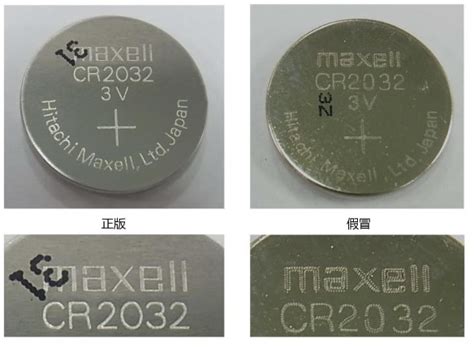 maxell
CR2032
3V
+
Hitachi Maxell, Ltd. Japan
maxell
CR2032
3V
+
32
Hitachi Maxell, Ltd. Japan
正版
假冒
maxell
CR2032
maxell
CR2032